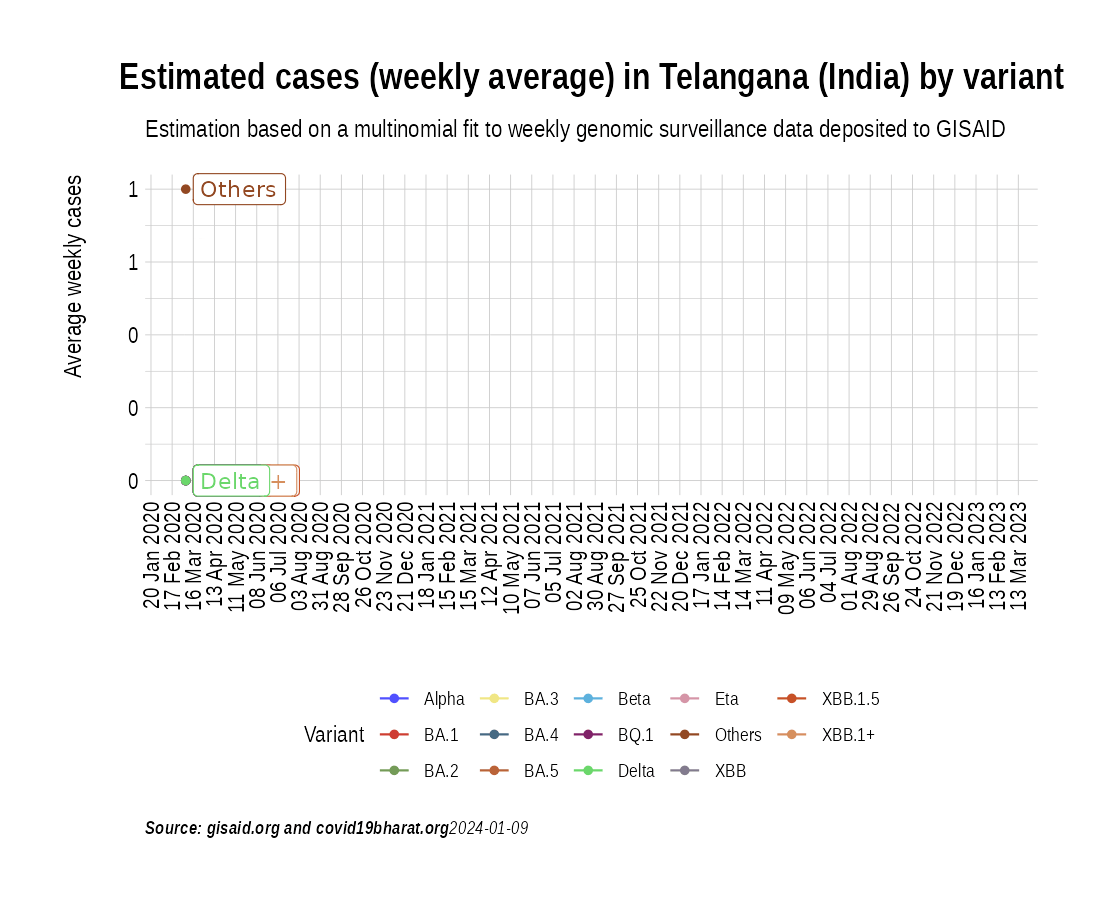 Estimated cases (weekly average) in Telangana (India) by variant
Estimation based on a multinomial fit to weekly genomic surveillance data deposited to GISAID
Average weekly cases
1
1
0
0
0
Others
Delta +
20 Jan 2020
17 Feb 2020
16 Mar 2020
13 Apr 2020
11 May 2020
08 Jun 2020
06 Jul 2020
03 Aug 2020
31 Aug 2020
28 Sep 2020
26 Oct 2020
23 Nov 2020
21 Dec 2020
18 Jan 2021
15 Feb 2021
15 Mar 2021
12 Apr 2021
10 May 2021
07 Jun 2021
05 Jul 2021
02 Aug 2021
30 Aug 2021
27 Sep 2021
25 Oct 2021
22 Nov 2021
20 Dec 2021
17 Jan 2022
14 Feb 2022
14 Mar 2022
11 Apr 2022
09 May 2022
06 Jun 2022
04 Jul 2022
01 Aug 2022
29 Aug 2022
26 Sep 2022
24 Oct 2022
21 Nov 2022
19 Dec 2022
16 Jan 2023
13 Feb 2023
13 Mar 2023
Variant
Alpha BA.3 Beta Eta XBB.1.5
BA.1 BA.4 BQ.1 Others XBB.1+
BA.2 BA.5 Delta XBB
Source: gisaid.org and covid19bharat.org2024-01-09